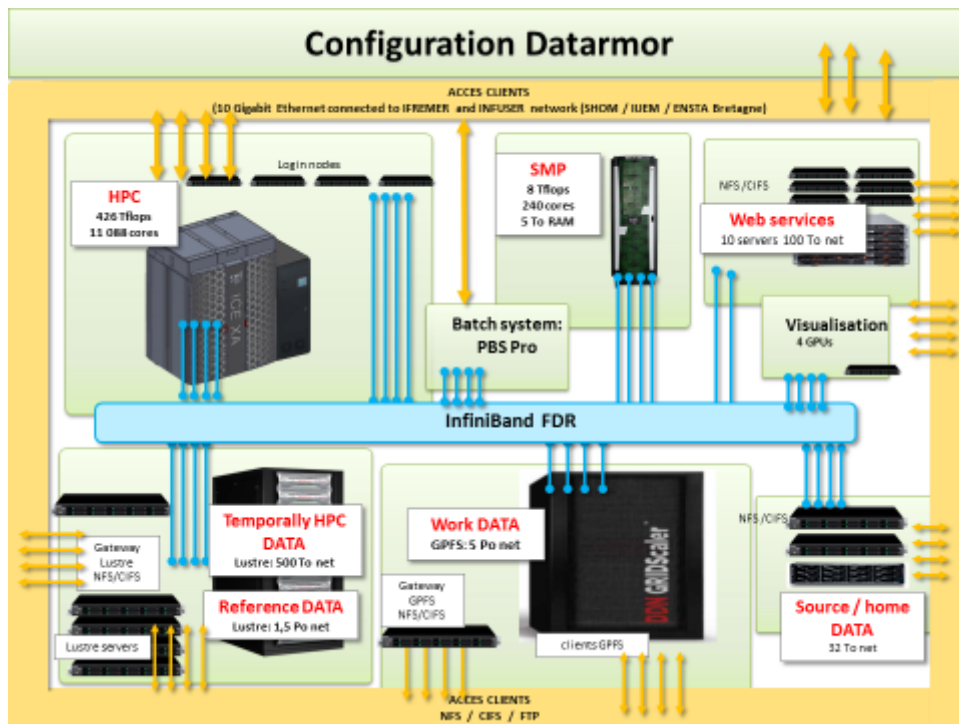 Configuration Datarmor
ACCES CLIENTS
(10 Gigabit Ethernet connected to IFREMER and INFUSER network (SHOM / IUEM / ENSTA Bretagne)
Login nodes
HPC
426 Tflops
11 088 cores
ICE XA
SMP
8 Tflops
240 cores
5 To RAM
NFS/CIFS
Web services
10 servers 100 To net
Batch system:
PBS Pro
Visualisation
4 GPUs
InfiniBand FDR
Gateway
Lustre
NFS/CIFS
Lustre servers
Temporally HPC
DATA
Lustre: 500 To net
Reference DATA
Lustre: 1,5 Po net
Work DATA
GPFS: 5 Po net
Gateway
GPFS
NFS/CIFS
DDN GRIDScaler
clients GPFS
NFS/CIFS
Source / home
DATA
32 To net
ACCES CLIENTS
NFS / CIFS / FTP